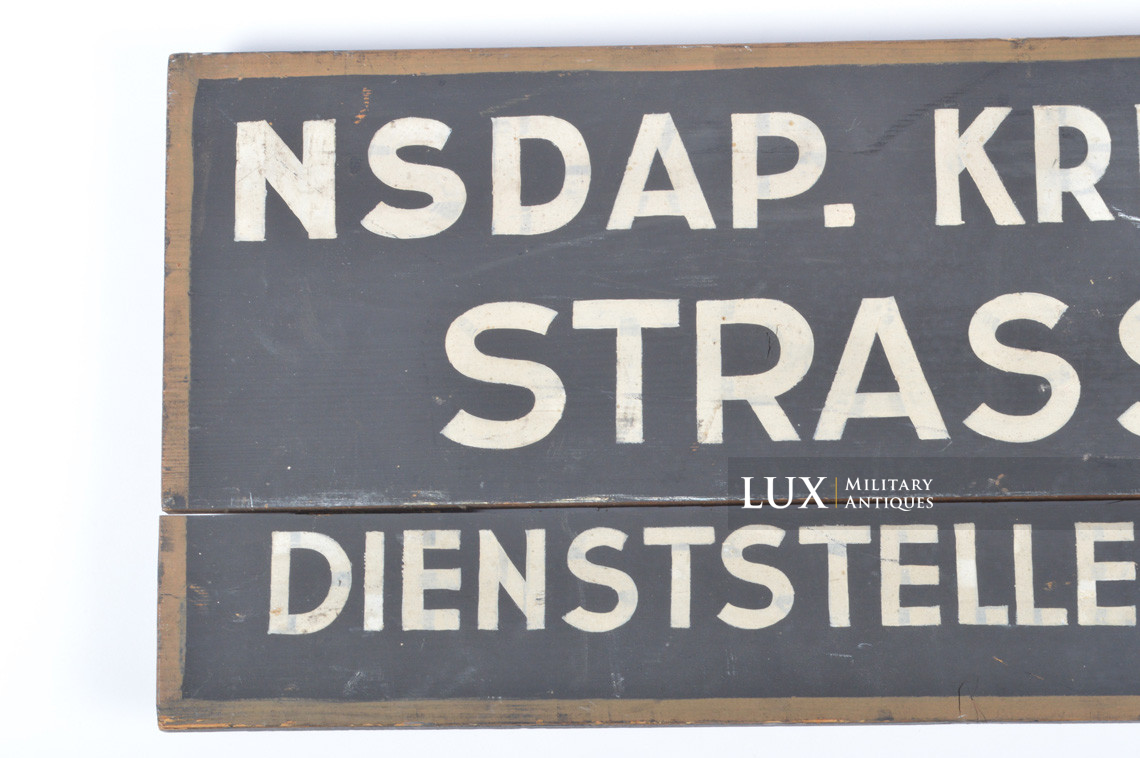 NSDAP. KR
STRASS
DIENSTSTELLE
LUX | MILITARY
ANTIQUES